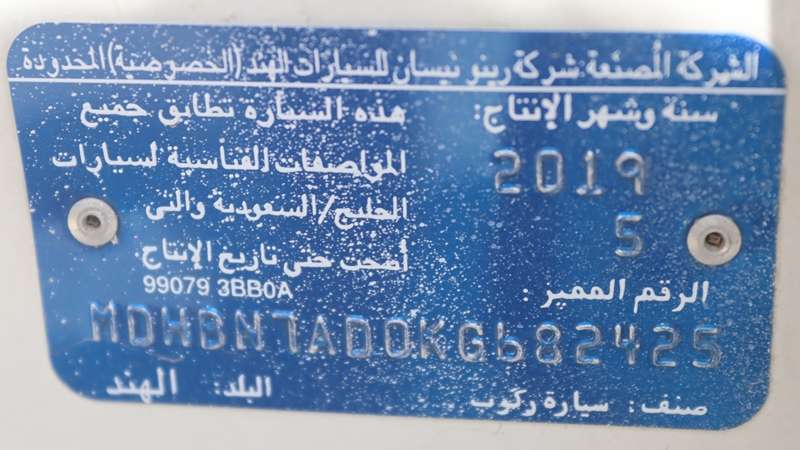 الشركة المصنعة شركة رينو نيسان للسيارات الهند (الخصوصية) المحدودة
سنة وشهر الإنتاج:
2019
5
هذه السيارة تطابق جميع
المواصفات القياسية لسيارات
الخليج/السعودية والتي
أضحت حتى تاريخ الإنتاج.
99079 3BB0A
الرقم المميز :
MDHBN7AD0KG682425
صنف: سيارة ركوب
البلد: الهند